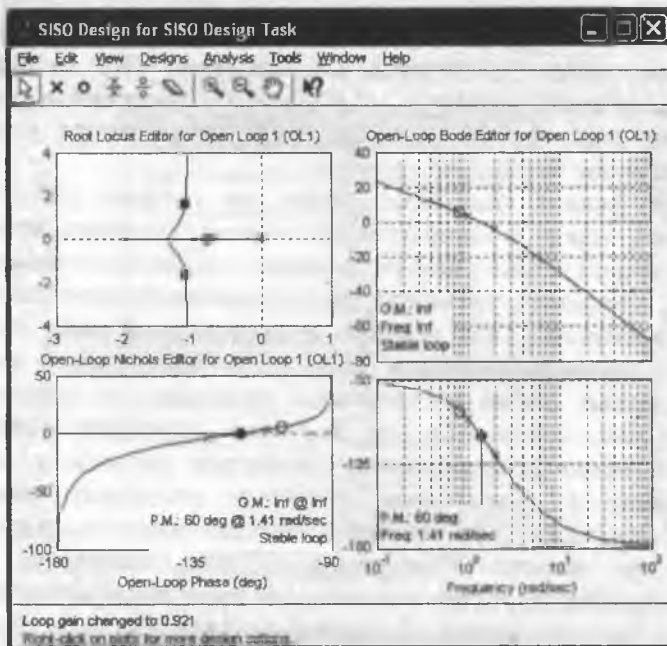 SISO Design for SISO Design Task
File Edit View Designs Analysis Tools Window Help
Root Locus Editor for Open Loop 1 (OL1)
4
2
0
-2
-4
-3 -2 -1 0 1
Open-Loop Bode Editor for Open Loop 1 (OL1)
40
20
0
-20
-40
-60
-80
G.M.: Inf
Freq: Inf
Stable loop
Open-Loop Nichols Editor for Open Loop 1 (OL1)
50
0
-50
-100
-180 -135 -90
G.M.: Inf @ Inf
P.M.: 60 deg @ 1.41 rad/sec
Stable loop
Open-Loop Phase (deg)
-125
-180
P.M.: 60 deg
Freq: 1.41 rad/sec
10⁰ 10¹
Frequency (rad/sec)
Loop gain changed to 0.921
Right-click on plots for more design options.